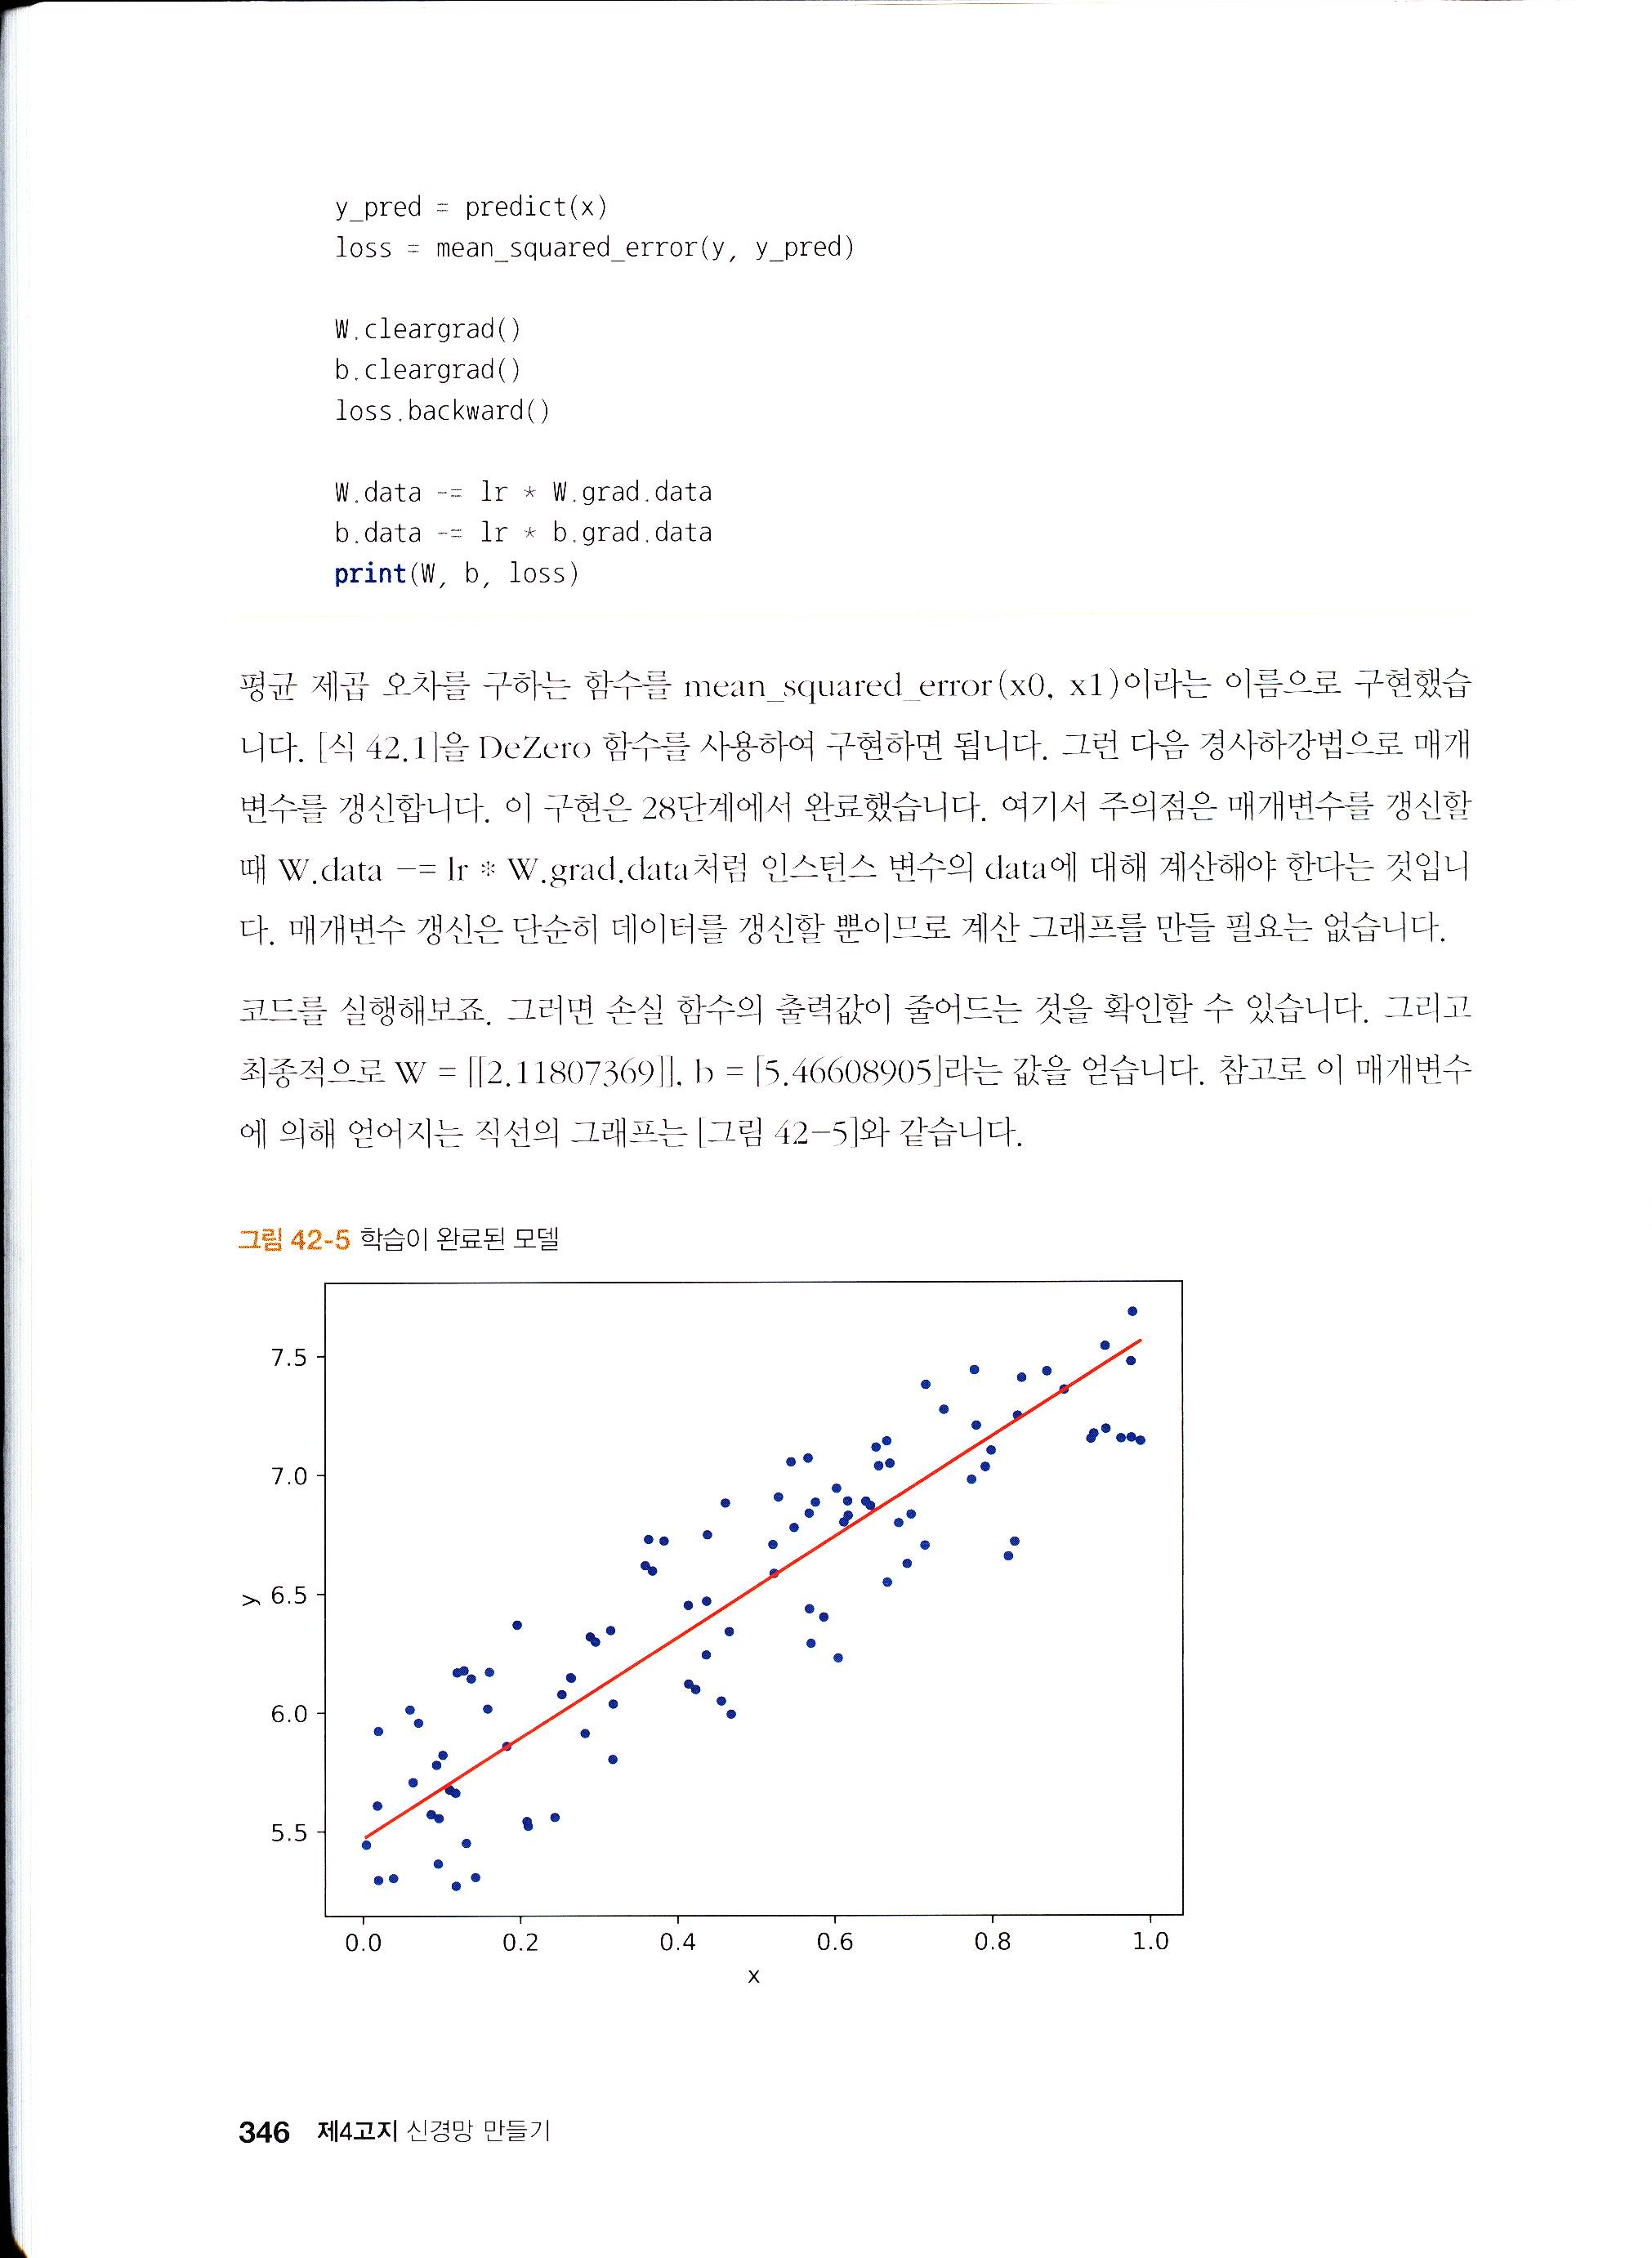 y_pred = predict(x)
loss = mean_squared_error(y, y_pred)
W.cleargrad()
b.cleargrad()
loss.backward()
W.data -= lr * W.grad.data
b.data -= lr * b.grad.data
print(W, b, loss)
평균 제곱 오차를 구하는 함수를 mean_squared_error(x0, x1)이라는 이름으로 구현했습
니다. [식 42.1]을 DeZero 함수를 사용하여 구현하면 됩니다. 그런 다음 경사하강법으로 매개
변수를 갱신합니다. 이 구현은 28단계에서 완료했습니다. 여기서 주의점은 매개변수를 갱신할
때 W.data -= lr * W.grad.data처럼 인스턴스 변수의 data에 대해 계산해야 한다는 것입니
다. 매개변수 갱신은 단순히 데이터를 갱신할 뿐이므로 계산 그래프를 만들 필요는 없습니다.
코드를 실행해보죠. 그러면 손실 함수의 출력값이 줄어드는 것을 확인할 수 있습니다. 그리고
최종적으로 W = [[2.11807369]], b = [5.46608905]라는 값을 얻습니다. 참고로 이 매개변수
에 의해 얻어지는 직선의 그래프는 [그림 42-5]와 같습니다.
그림 42-5 학습이 완료된 모델
7.5
7.0
6.5
y
6.0
5.5
0.0 0.2 0.4 0.6 0.8 1.0
x
346 제4고지 신경망 만들기